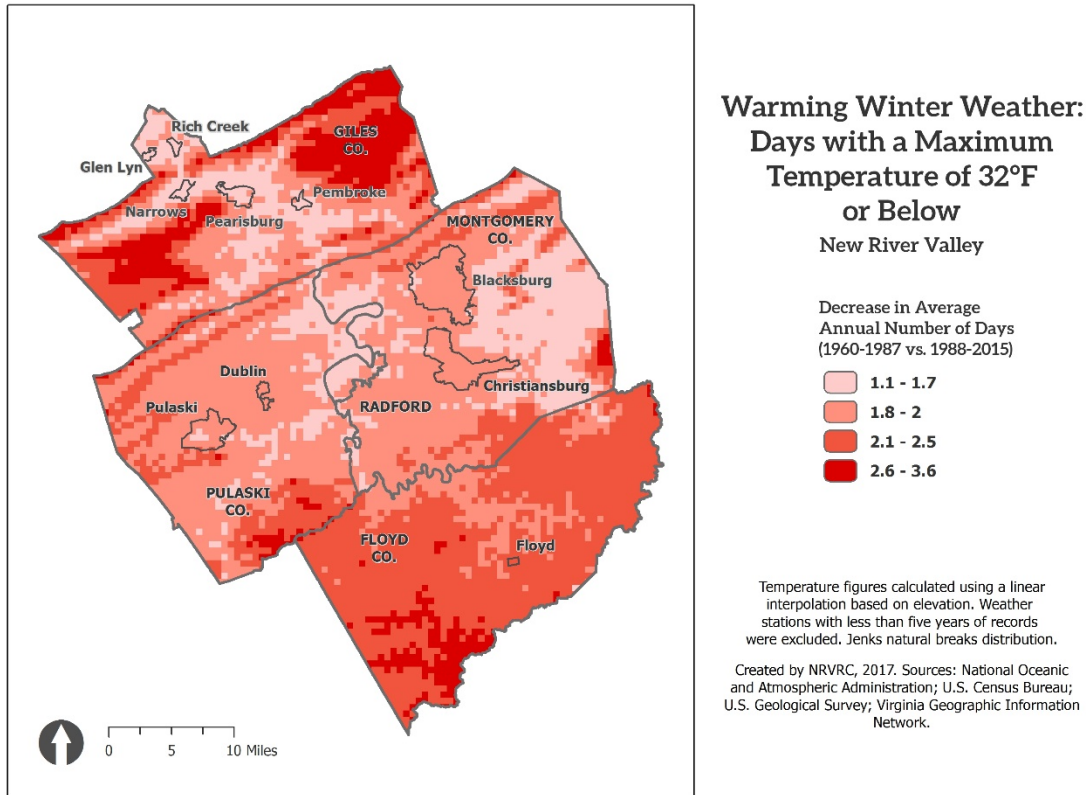 Warming Winter Weather:
Days with a Maximum
Temperature of 32°F
or Below
New River Valley
Decrease in Average
Annual Number of Days
(1960-1987 vs. 1988-2015)
1.1 - 1.7
1.8 - 2
2.1 - 2.5
2.6 - 3.6
Temperature figures calculated using a linear
interpolation based on elevation. Weather
stations with less than five years of records
were excluded. Jenks natural breaks distribution.
Created by NRVRC, 2017. Sources: National Oceanic
and Atmospheric Administration; U.S. Census Bureau;
U.S. Geological Survey; Virginia Geographic Information
Network.
Rich Creek
GILES
CO.
Glen Lyn
Narrows
Pearisburg
Pembroke
MONTGOMERY
CO.
Blacksburg
Dublin
Christiansburg
Pulaski
RADFORD
PULASKI
CO.
FLOYD
CO.
Floyd
0 5 10 Miles